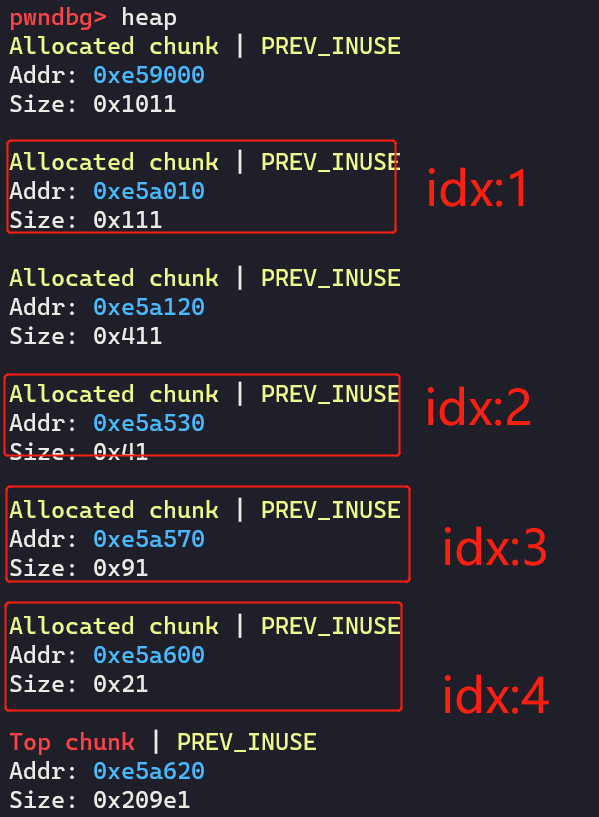 pwndbg> heap
Allocated chunk | PREV_INUSE
Addr: 0xe59000
Size: 0x1011
Allocated chunk | PREV_INUSE
Addr: 0xe5a010
Size: 0x111
idx:1
Allocated chunk | PREV_INUSE
Addr: 0xe5a120
Size: 0x411
Allocated chunk | PREV_INUSE
Addr: 0xe5a530
Size: 0x41
idx:2
Allocated chunk | PREV_INUSE
Addr: 0xe5a570
Size: 0x91
idx:3
Allocated chunk | PREV_INUSE
Addr: 0xe5a600
Size: 0x21
idx:4
Top chunk | PREV_INUSE
Addr: 0xe5a620
Size: 0x209e1